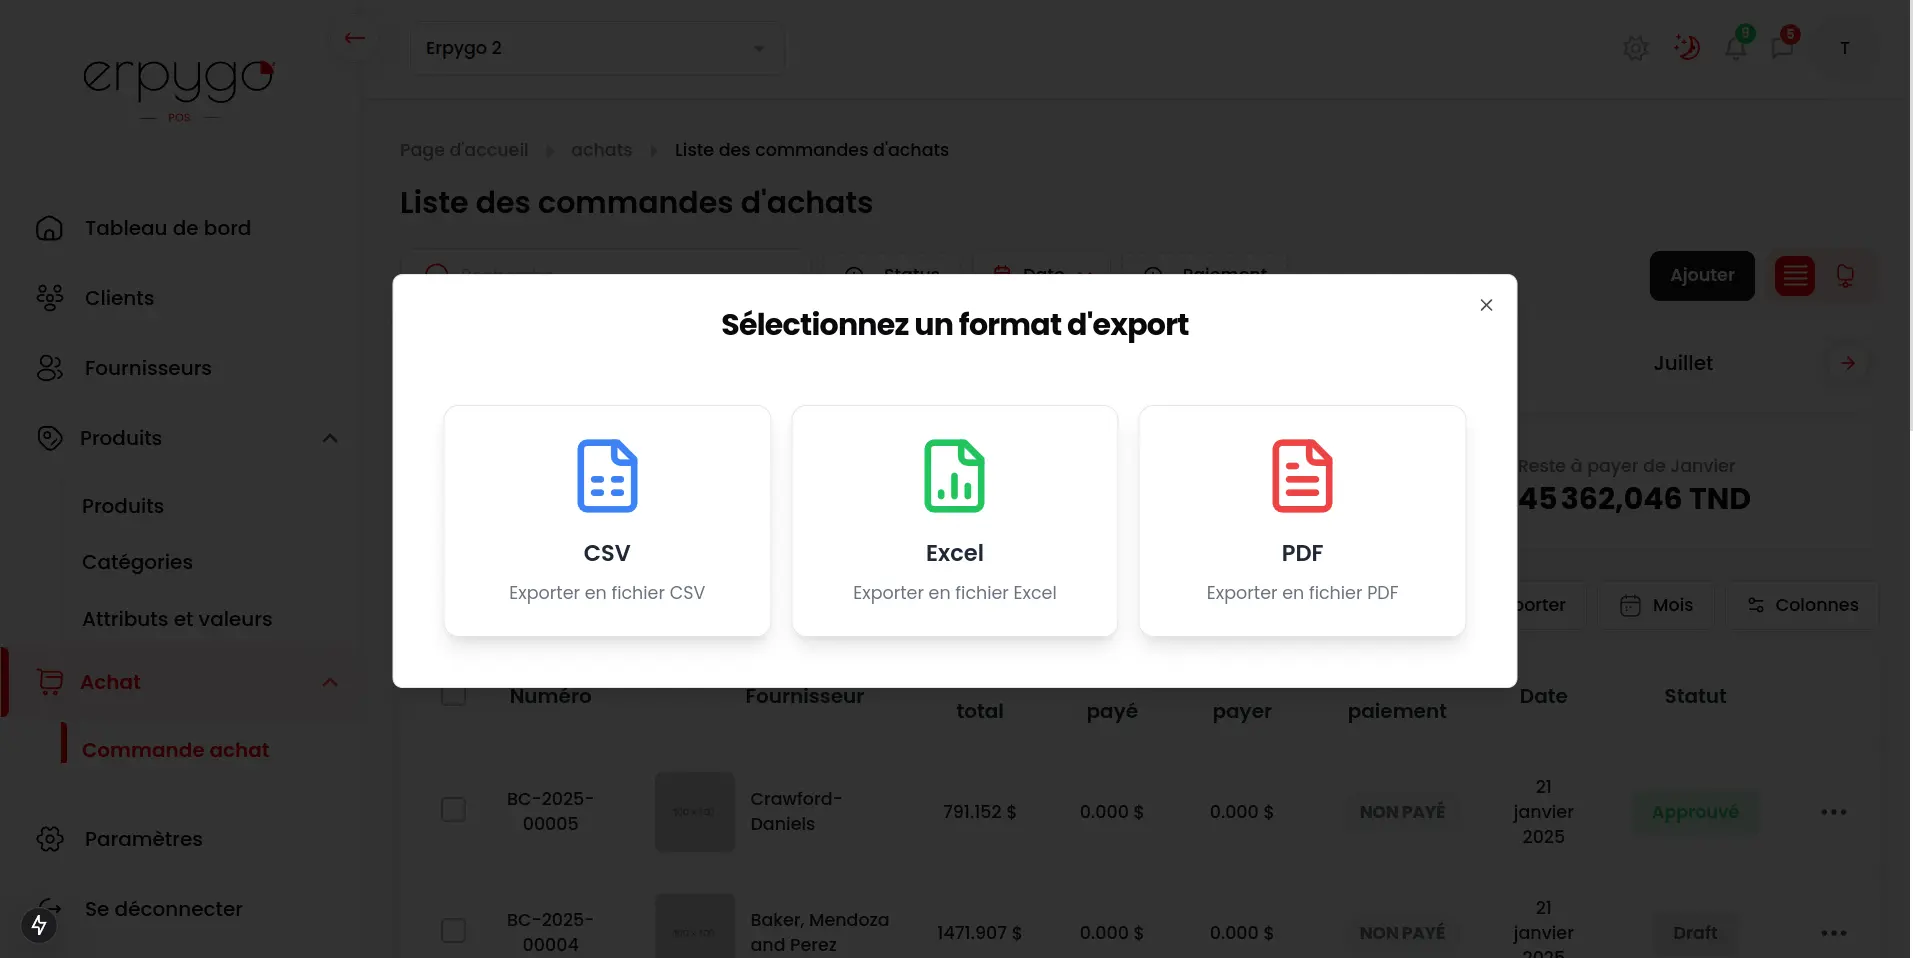 erpygo
POS
Erpygo 2
9
5
T
Page d'accueil
achats
Liste des commandes d'achats
Liste des commandes d'achats
Tableau de bord
Clients
Fournisseurs
Produits
Produits
Catégories
Attributs et valeurs
Achat
Commande achat
Paramètres
Se déconnecter
Status
Date
Paiement
Ajouter
Juillet
Sélectionnez un format d'export
CSV
Exporter en fichier CSV
Excel
Exporter en fichier Excel
PDF
Exporter en fichier PDF
Reste à payer de Janvier
45 362,046 TND
Mois
Colonnes
Numéro
Fournisseur
total
payé
payer
paiement
Date
Statut
BC-2025-
00005
Crawford-
Daniels
791.152 $
0.000 $
0.000 $
NON PAYÉ
21
janvier
2025
Approuvé
BC-2025-
00004
Baker, Mendoza
and Perez
1471.907 $
0.000 $
0.000 $
NON PAYÉ
21
janvier
2025
Draft